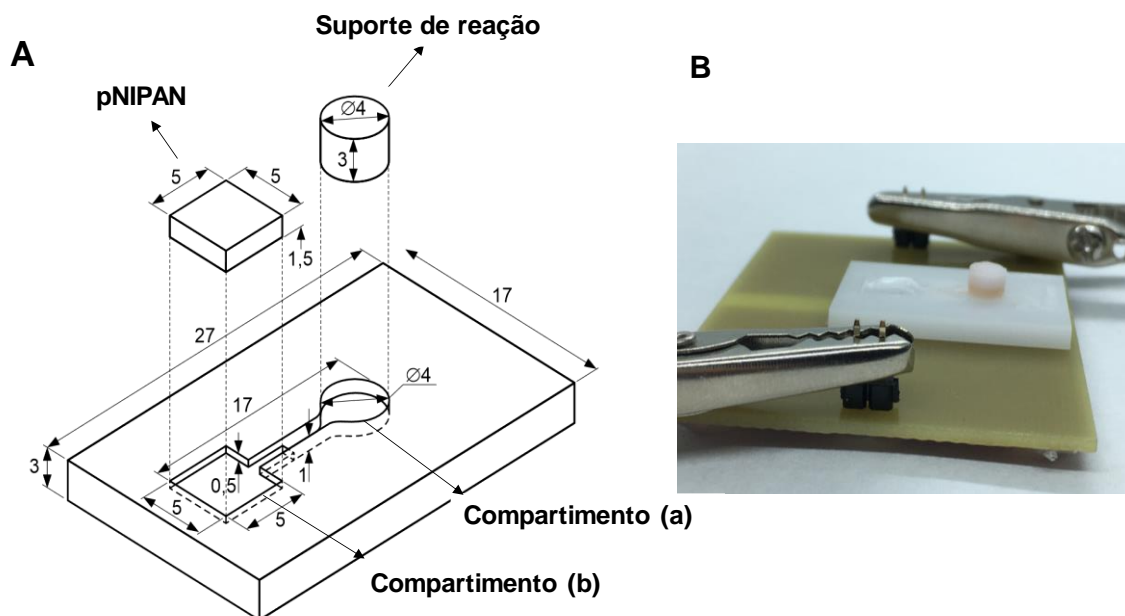 A
Suporte de reação
B
pNIPAN
Ø4
3
5
5
1,5
17
27
17
Ø4
3
0,5
1
5
5
Compartimento (a)
Compartimento (b)